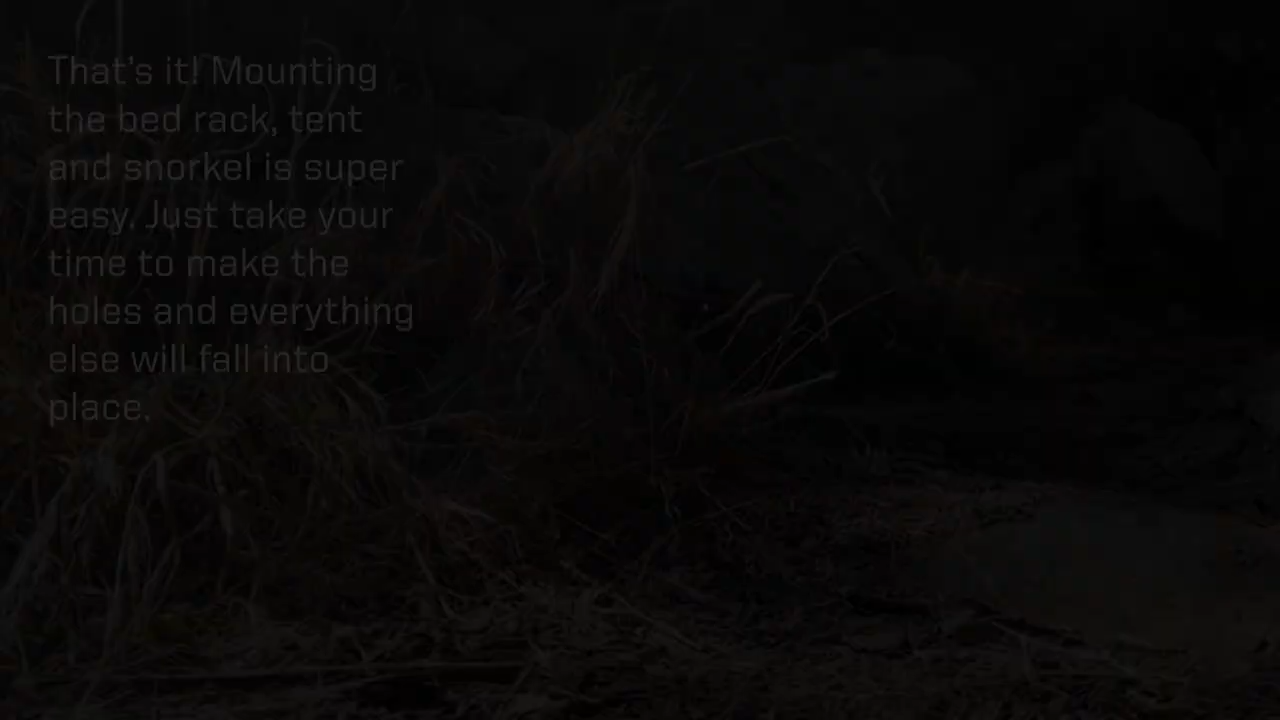 That's it! Mounting
the bed rack, tent
and snorkel is super
easy. Just take your
time to make the
holes and everything
else will fall into
place.